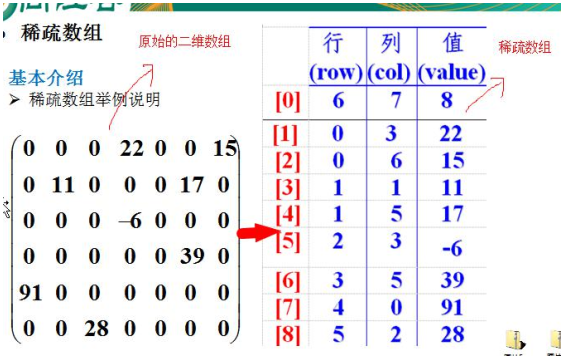 稀疏数组
原始的二维数组
基本介绍
稀疏数组举例说明
0 0 0 22 0 0 15
0 11 0 0 0 17 0
0 0 0 –6 0 0 0
0 0 0 0 0 39 0
91 0 0 0 0 0 0
0 0 28 0 0 0 0
行 列 值
(row) (col) (value)
稀疏数组
[0] 6 7 8
[1] 0 3 22
[2] 0 6 15
[3] 1 1 11
[4] 1 5 17
[5] 2 3 -6
[6] 3 5 39
[7] 4 0 91
[8] 5 2 28